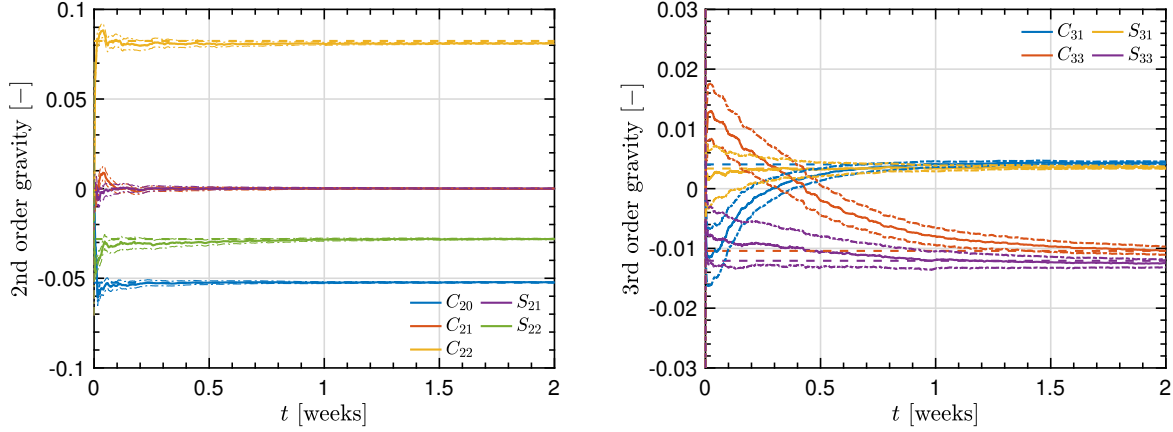 0.1
0.05
0
-0.05
-0.1
2nd order gravity [−]
C20 S21
C21 S22
C22
0 0.5 1 1.5 2
t [weeks]
0.03
0.02
0.01
0
-0.01
-0.02
-0.03
3rd order gravity [−]
C31 S31
C33 S33
0 0.5 1 1.5 2
t [weeks]